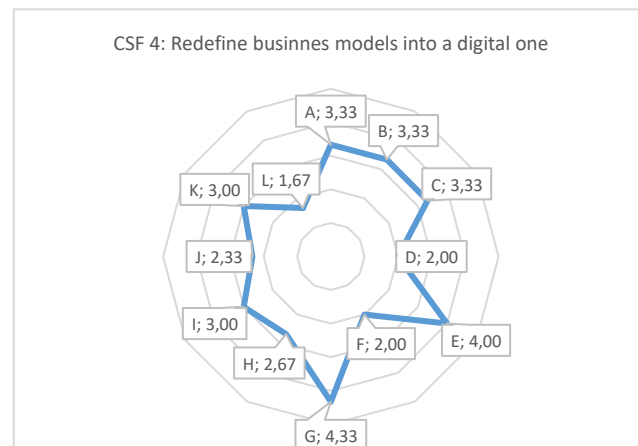 CSF 4: Redefine businnes models into a digital one
A; 3,33
B; 3,33
C; 3,33
D; 2,00
E; 4,00
F; 2,00
G; 4,33
H; 2,67
I; 3,00
J; 2,33
K; 3,00
L; 1,67